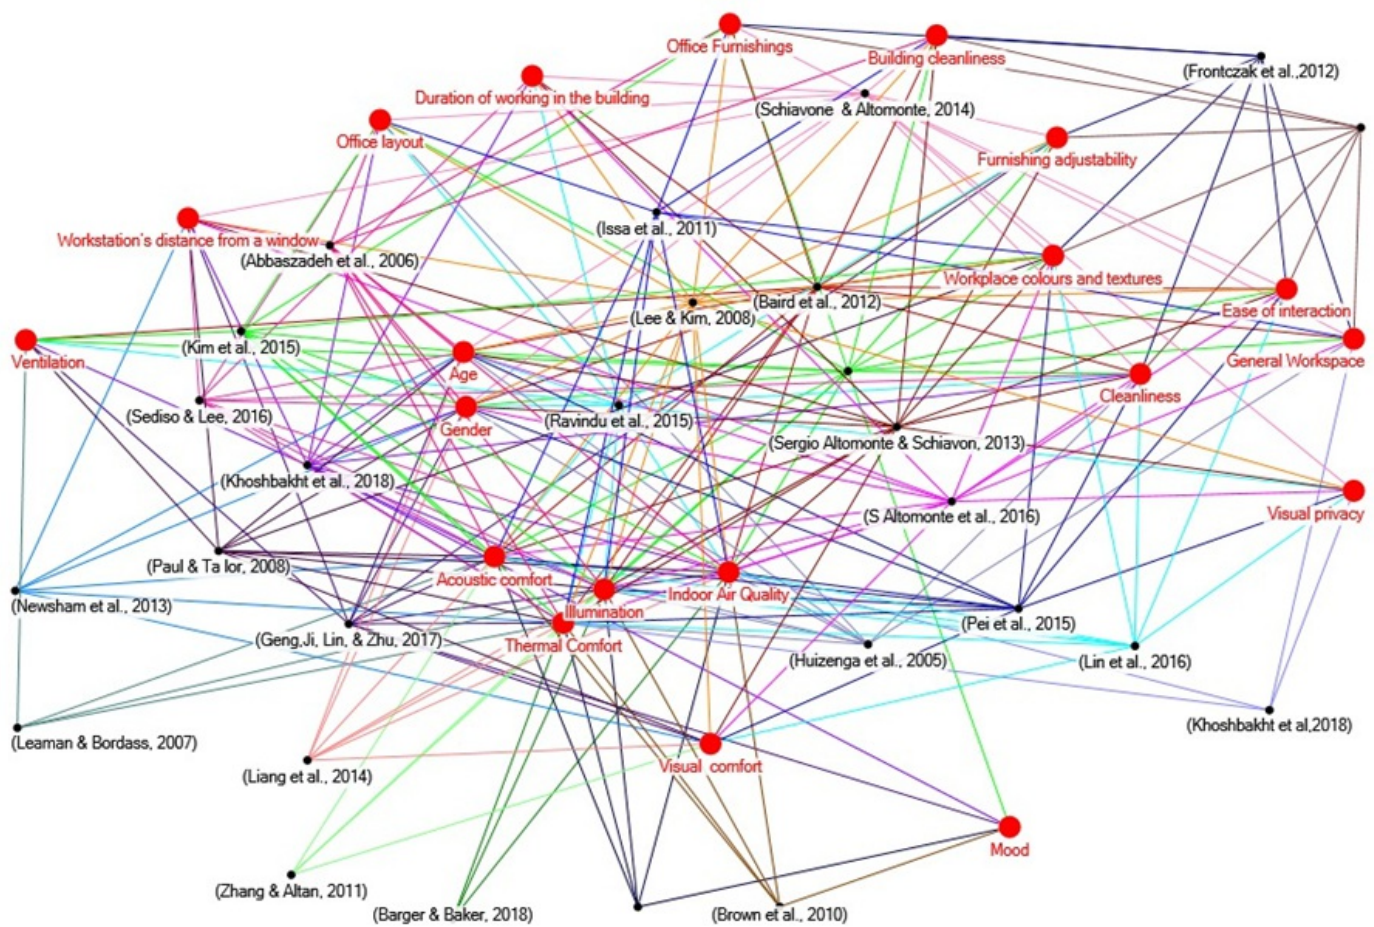 Office Furnishings
Building cleanliness
(Frontczak et al.,2012)
Duration of working in the building
(Schiavone & Altomonte, 2014)
Office layout
Furnishing adjustability
(Issa et al., 2011)
Workstation's distance from a window
(Abbaszadeh et al., 2006)
Workplace colours and textures
(Baird et al., 2012)
Ease of interaction
(Lee & Kim, 2008)
(Kim et al., 2015)
Ventilation
General Workspace
Age
Cleanliness
(Sediso & Lee, 2016)
(Ravindu et al., 2015)
Gender
(Sergio Altomonte & Schiavon, 2013)
(Khoshbakht et al., 2018)
(S Altomonte et al., 2016)
Visual privacy
(Paul & Ta lor, 2008)
Acoustic comfort
Indoor Air Quality
(Newsham et al., 2013)
Illumination
(Pei et al., 2015)
(Geng,Ji, Lin, & Zhu, 2017)
Thermal Comfort
(Huizenga et al., 2005)
(Lin et al., 2016)
(Khoshbakht et al,2018)
(Leaman & Bordass, 2007)
Visual comfort
(Liang et al., 2014)
Mood
(Zhang & Altan, 2011)
(Barger & Baker, 2018)
(Brown et al., 2010)